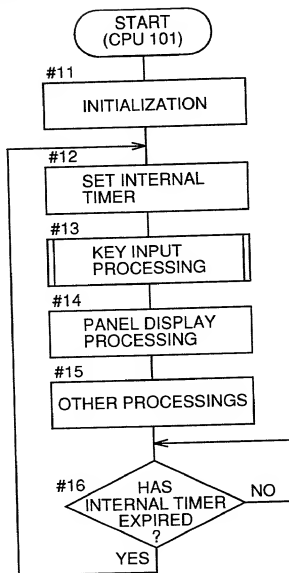 START
(CPU 101)
#11
INITIALIZATION
#12
SET INTERNAL
TIMER
#13
KEY INPUT
PROCESSING
#14
PANEL DISPLAY
PROCESSING
#15
OTHER PROCESSINGS
#16
HAS
INTERNAL TIMER
EXPIRED
?
NO
YES